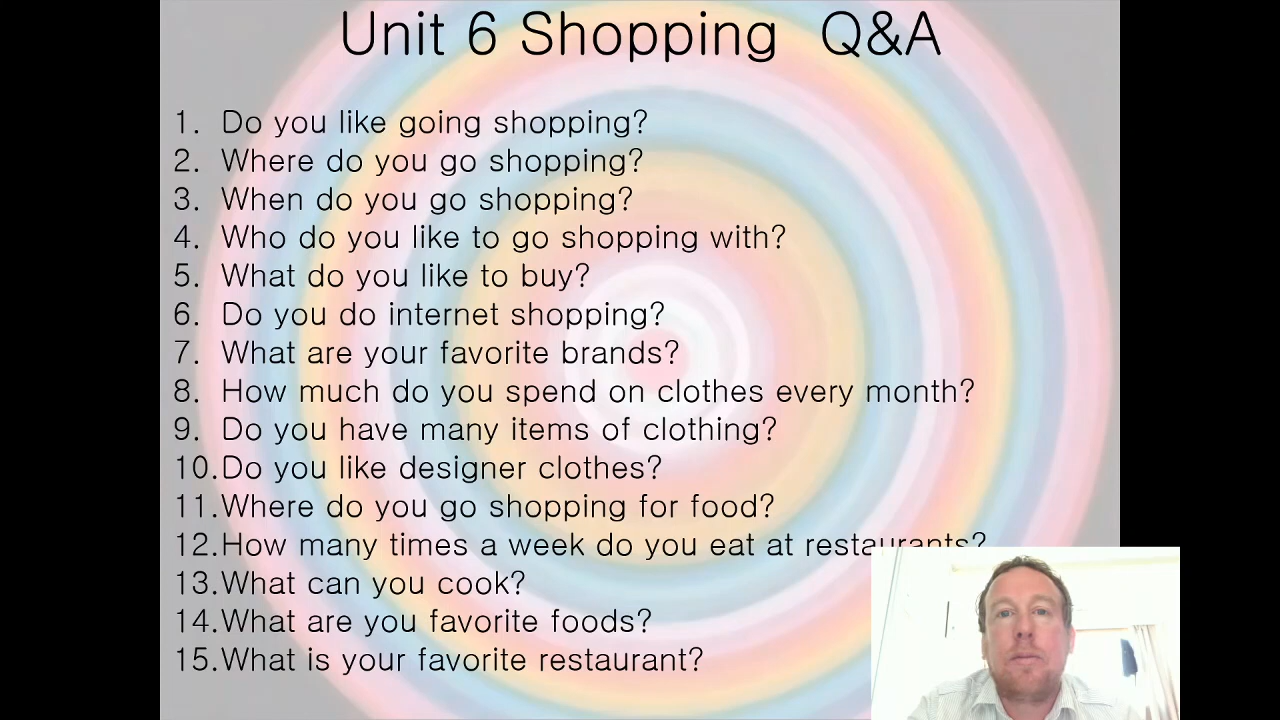 Unit 6 Shopping Q&A
1. Do you like going shopping?
2. Where do you go shopping?
3. When do you go shopping?
4. Who do you like to go shopping with?
5. What do you like to buy?
6. Do you do internet shopping?
7. What are your favorite brands?
8. How much do you spend on clothes every month?
9. Do you have many items of clothing?
10.Do you like designer clothes?
11.Where do you go shopping for food?
12.How many times a week do you eat at restaurants?
13.What can you cook?
14.What are you favorite foods?
15.What is your favorite restaurant?